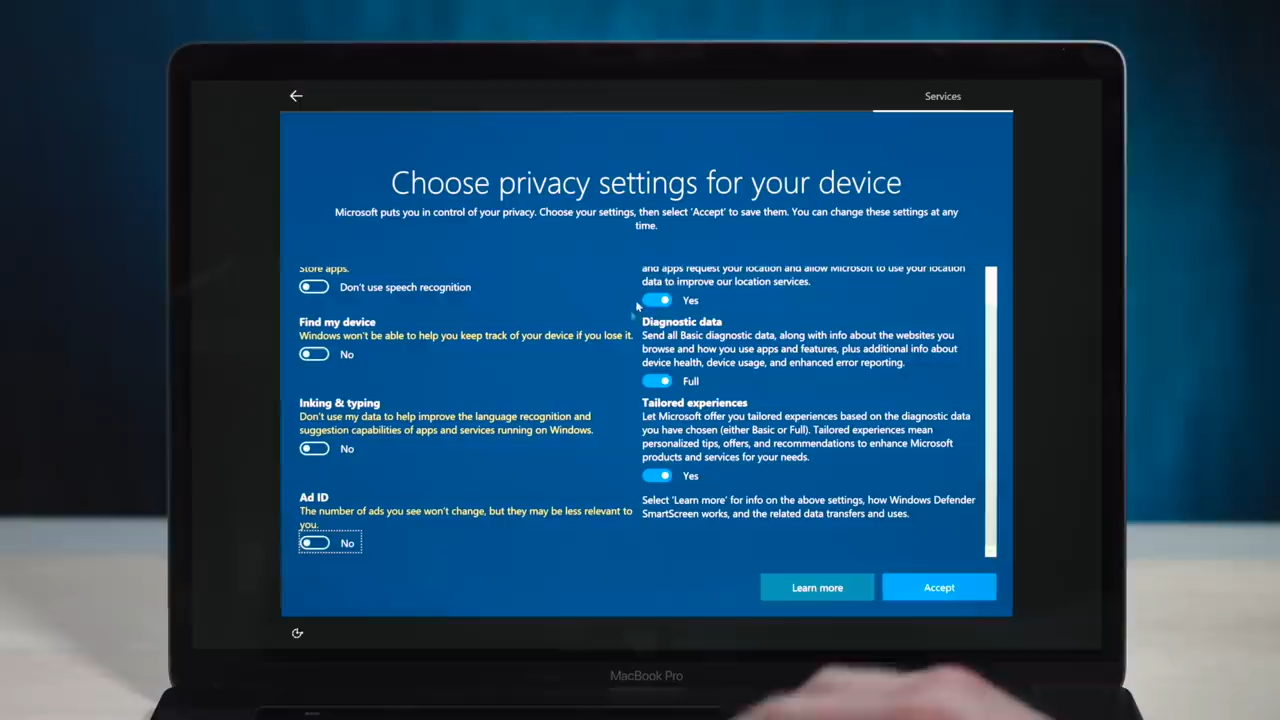 Services
Choose privacy settings for your device
Microsoft puts you in control of your privacy. Choose your settings, then select 'Accept' to save them. You can change these settings at any
time.
Store apps.
Don't use speech recognition
Find my device
Windows won't be able to help you keep track of your device if you lose it.
No
Inking & typing
Don't use my data to help improve the language recognition and
suggestion capabilities of apps and services running on Windows.
No
Ad ID
The number of ads you see won't change, but they may be less relevant to
you.
No
and apps request your location and allow Microsoft to use your location
data to improve our location services.
Yes
Diagnostic data
Send all Basic diagnostic data, along with info about the websites you
browse and how you use apps and features, plus additional info about
device health, device usage, and enhanced error reporting.
Full
Tailored experiences
Let Microsoft offer you tailored experiences based on the diagnostic data
you have chosen (either Basic or Full). Tailored experiences mean
personalized tips, offers, and recommendations to enhance Microsoft
products and services for your needs.
Yes
Select 'Learn more' for info on the above settings, how Windows Defender
SmartScreen works, and the related data transfers and uses.
Learn more
Accept
MacBook Pro